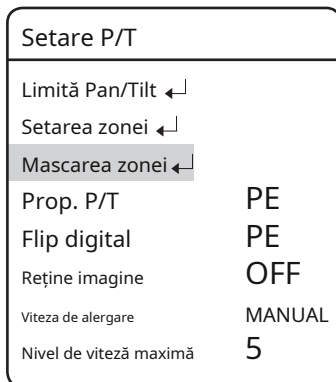 Setare P/T
Limită Pan/Tilt ↵
Setarea zonei ↵
Mascarea zonei ↵
Prop. P/T PE
Flip digital PE
Reține imagine OFF
Viteza de alergare MANUAL
Nivel de viteză maximă 5